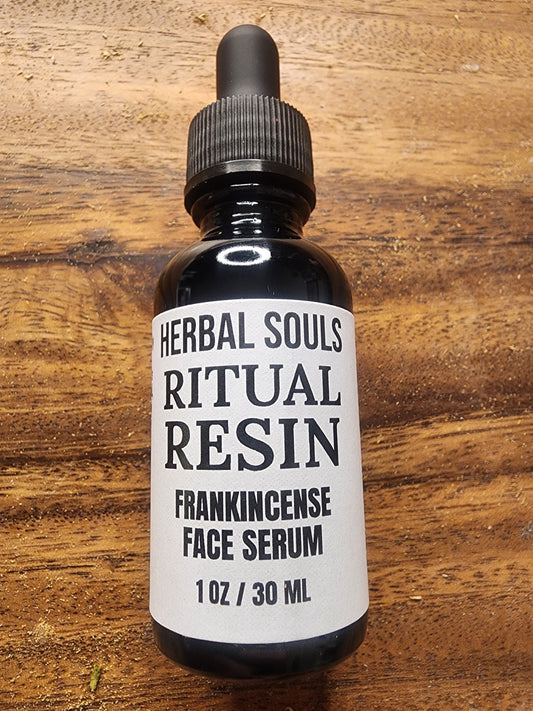 HERBAL SOULS
RITUAL
RESIN
FRANKINCENSE
FACE SERUM
1 OZ / 30 ML